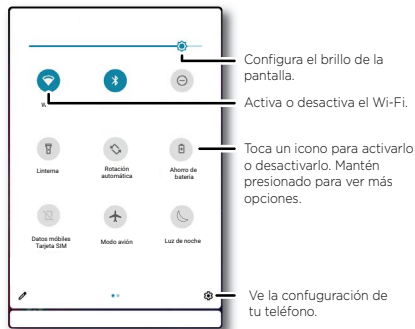 Configura el brillo de la
pantalla.
Activa o desactiva el Wi-Fi.
Toca un icono para activarlo
o desactivarlo. Mantén
presionado para ver más
opciones.
Linterna
Rotación
automática
Ahorro de
batería
Datos móbiles
Tarjeta SIM
Modo avión
Luz de noche
Ve la confuguración de
tu teléfono.